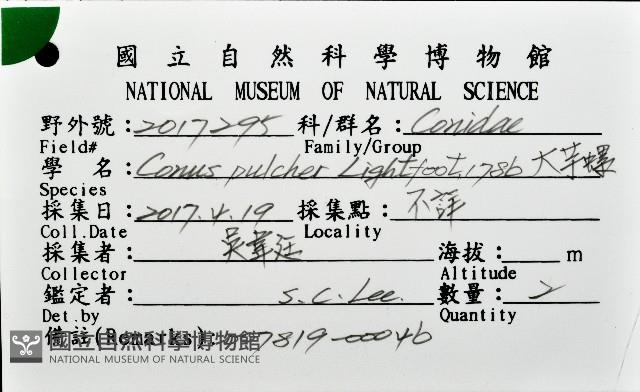 國立自然科學博物館
NATIONAL MUSEUM OF NATURAL SCIENCE
野外號：2017295 科/群名：Conidae
Field# Family/Group
學 名：Conus pulcher Lightfoot, 1786 大芋螺
Species
採集日：2017.4.19 採集點：不詳
Coll.Date Locality
採集者：吳韋廷 海拔： m
Collector Altitude
鑑定者：S.C.Lee. 數量：2
Det.by Quantity
備註(Remarks): 7819-00046
國立自然科學博物館
NATIONAL MUSEUM OF NATURAL SCIENCE